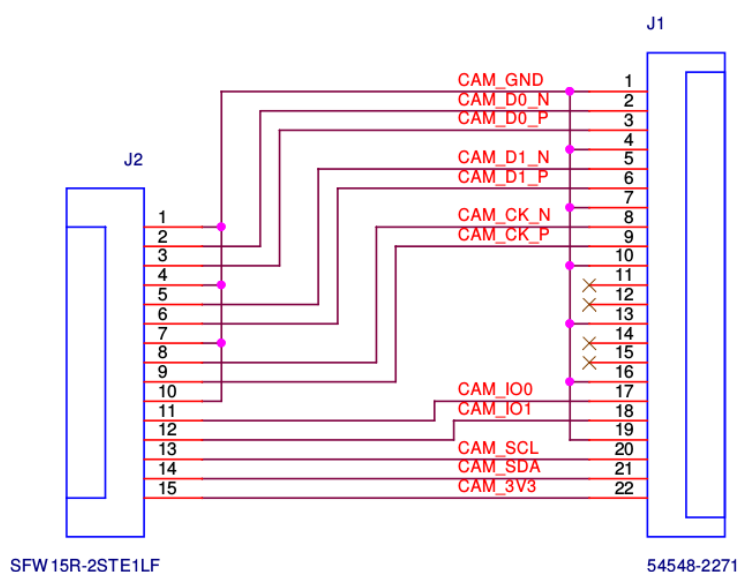 J1
CAM_GND
1
CAM_D0_N
2
CAM_D0_P
3
4
J2
CAM_D1_N
5
CAM_D1_P
6
7
1
CAM_CK_N
8
2
CAM_CK_P
9
3
10
4
11
5
12
6
13
7
14
8
15
9
16
10
CAM_IO0
17
11
CAM_IO1
18
12
19
13
CAM_SCL
20
14
CAM_SDA
21
15
CAM_3V3
22
SFW15R-2STE1LF
54548-2271